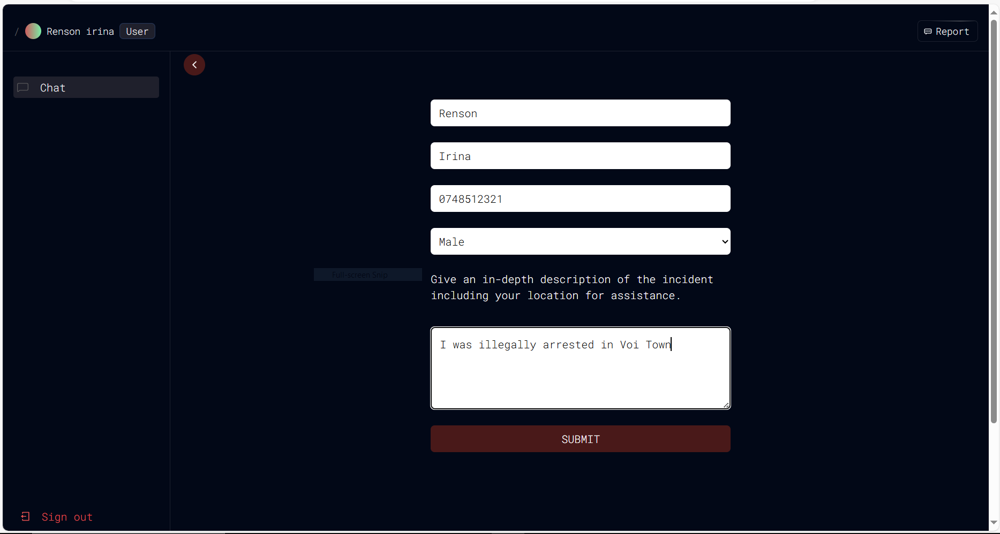 / Renson irina User
Report
Chat
Renson
Irina
0748512321
Male
Full-screen Snip
Give an in-depth description of the incident
including your location for assistance.
I was illegally arrested in Voi Town
SUBMIT
Sign out